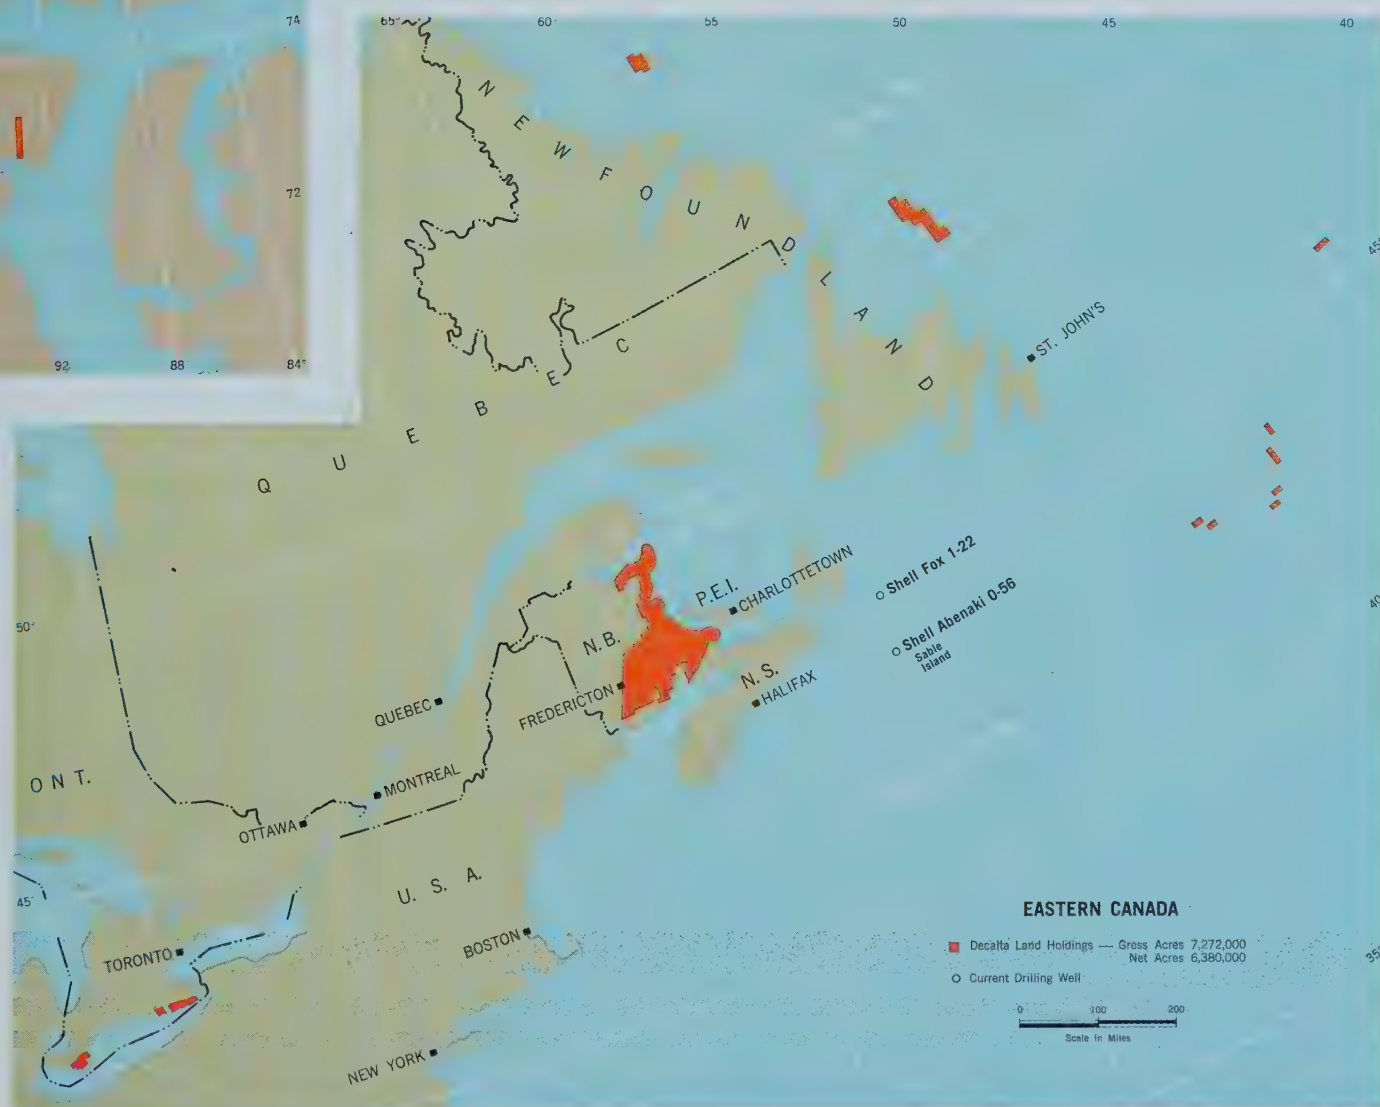 74
65°
60°
55
50
45
40
NEWFOUNDLAND
72
45°
92
88
84°
ST. JOHN'S
QUEBEC
P.E.I.
CHARLOTTETOWN
Shell Fox 1-22
Shell Abenaki 0-56
Sable
Island
50°
N.B.
N.S.
HALIFAX
FREDERICTON
QUEBEC
MONTREAL
ONT.
OTTAWA
U. S. A.
45°
TORONTO
BOSTON
NEW YORK
EASTERN CANADA
Decalta Land Holdings — Gross Acres 7,272,000
Net Acres 6,380,000
Current Drilling Well
0 100 200
Scale in Miles